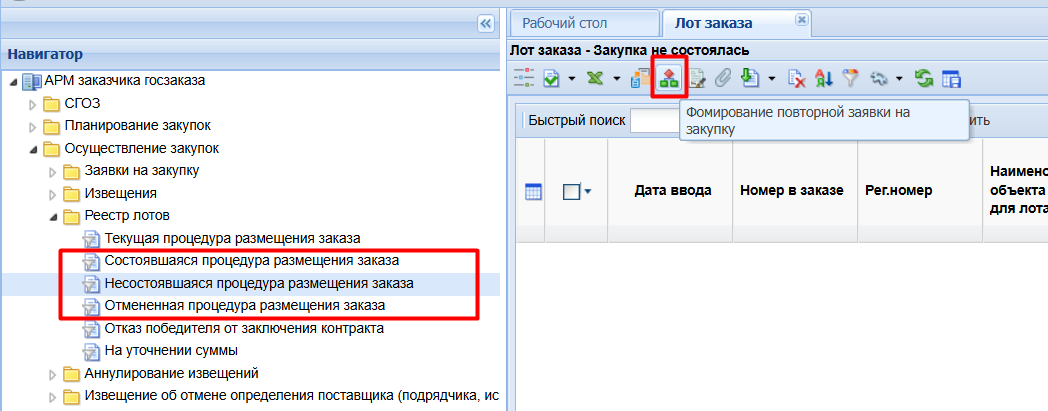 Навигатор
АРМ заказчика госзаказа
СГОЗ
Планирование закупок
Осуществление закупок
Заявки на закупку
Извещения
Реестр лотов
Текущая процедура размещения заказа
Состоявшаяся процедура размещения заказа
Несостоявшаяся процедура размещения заказа
Отмененная процедура размещения заказа
Отказ победителя от заключения контракта
На уточнении суммы
Аннулирование извещений
Извещение об отмене определения поставщика (подрядчика, ис
Рабочий стол
Лот заказа
Лот заказа - Закупка не состоялась
Быстрый поиск
Фомирование повторной заявки на
закупку
Дата ввода
Номер в заказе
Рег.номер
Наименс
объекта
для лота